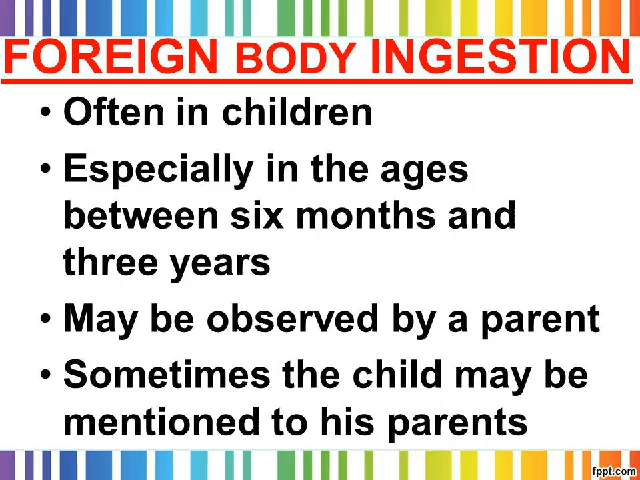 FOREIGN BODY INGESTION
• Often in children
• Especially in the ages
between six months and
three years
• May be observed by a parent
• Sometimes the child may be
mentioned to his parents
fppt.com